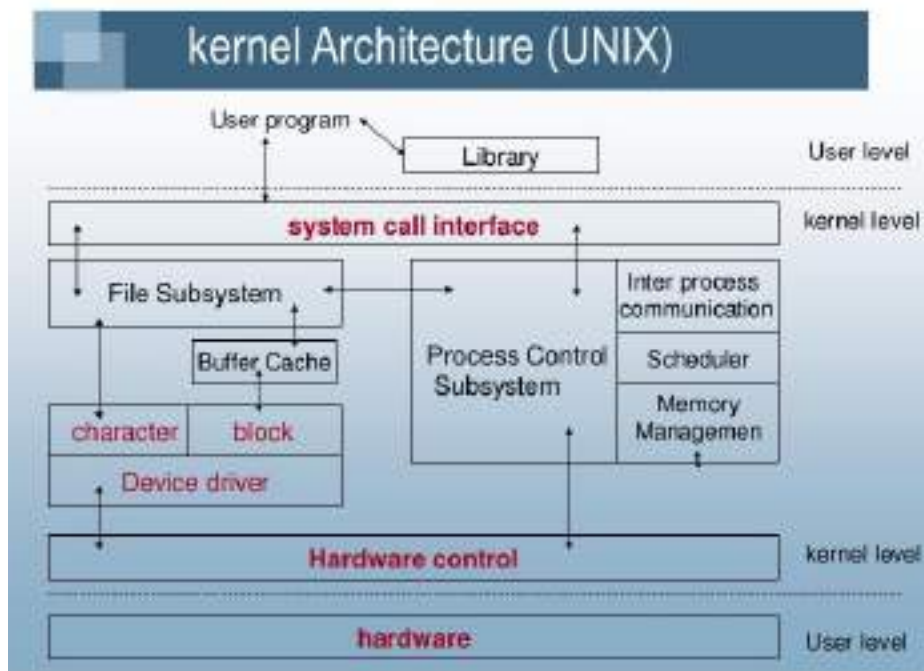 kernel Architecture (UNIX)
User program
Library
User level
system call interface
kernel level
File Subsystem
Buffer Cache
character
block
Device driver
Process Control
Subsystem
Inter process
communication
Scheduler
Memory
Managemen
t
Hardware control
kernel level
hardware
User level